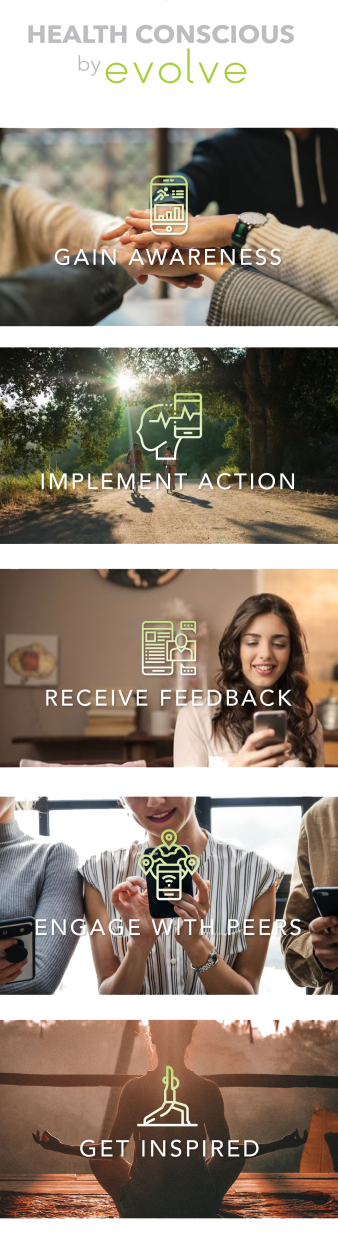 HEALTH CONSCIOUS
by evolve
GAIN AWARENESS
IMPLEMENT ACTION
RECEIVE FEEDBACK
ENGAGE WITH PEERS
GET INSPIRED